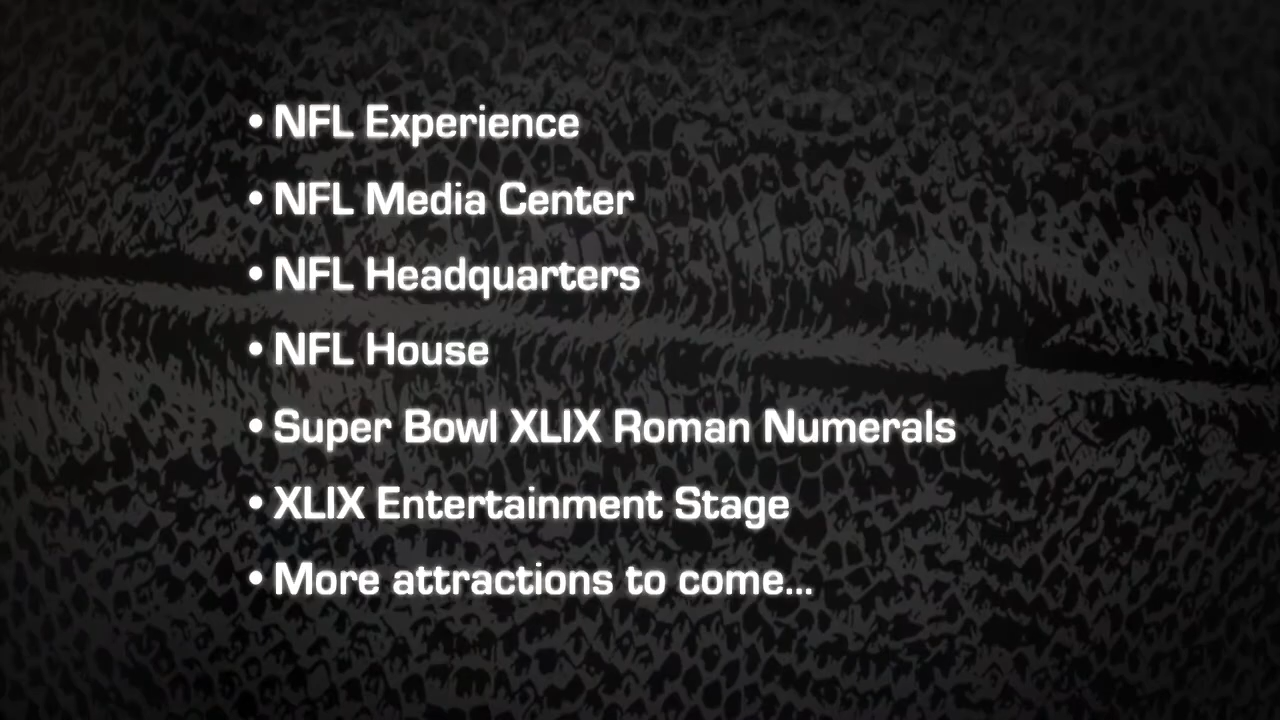 • NFL Experience
• NFL Media Center
• NFL Headquarters
• NFL House
• Super Bowl XLIX Roman Numerals
• XLIX Entertainment Stage
• More attractions to come...